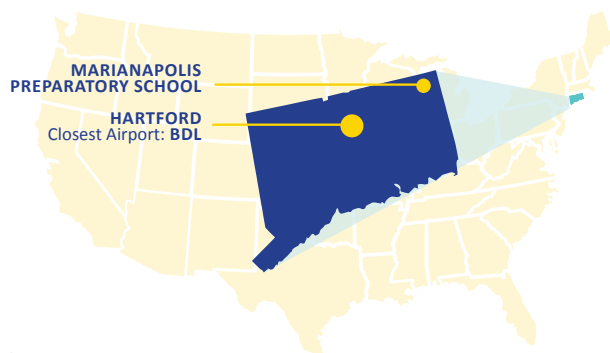 MARIANAPOLIS
PREPARATORY SCHOOL
HARTFORD
Closest Airport: BDL